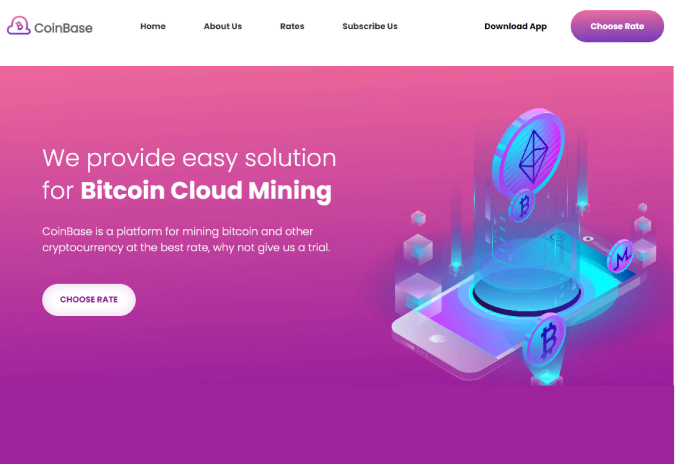 CoinBase
Home About Us Rates Subscribe Us Download App Choose Rate
We provide easy solution
for Bitcoin Cloud Mining
CoinBase is a platform for mining bitcoin and other
cryptocurrency at the best rate, why not give us a trial.
CHOOSE RATE